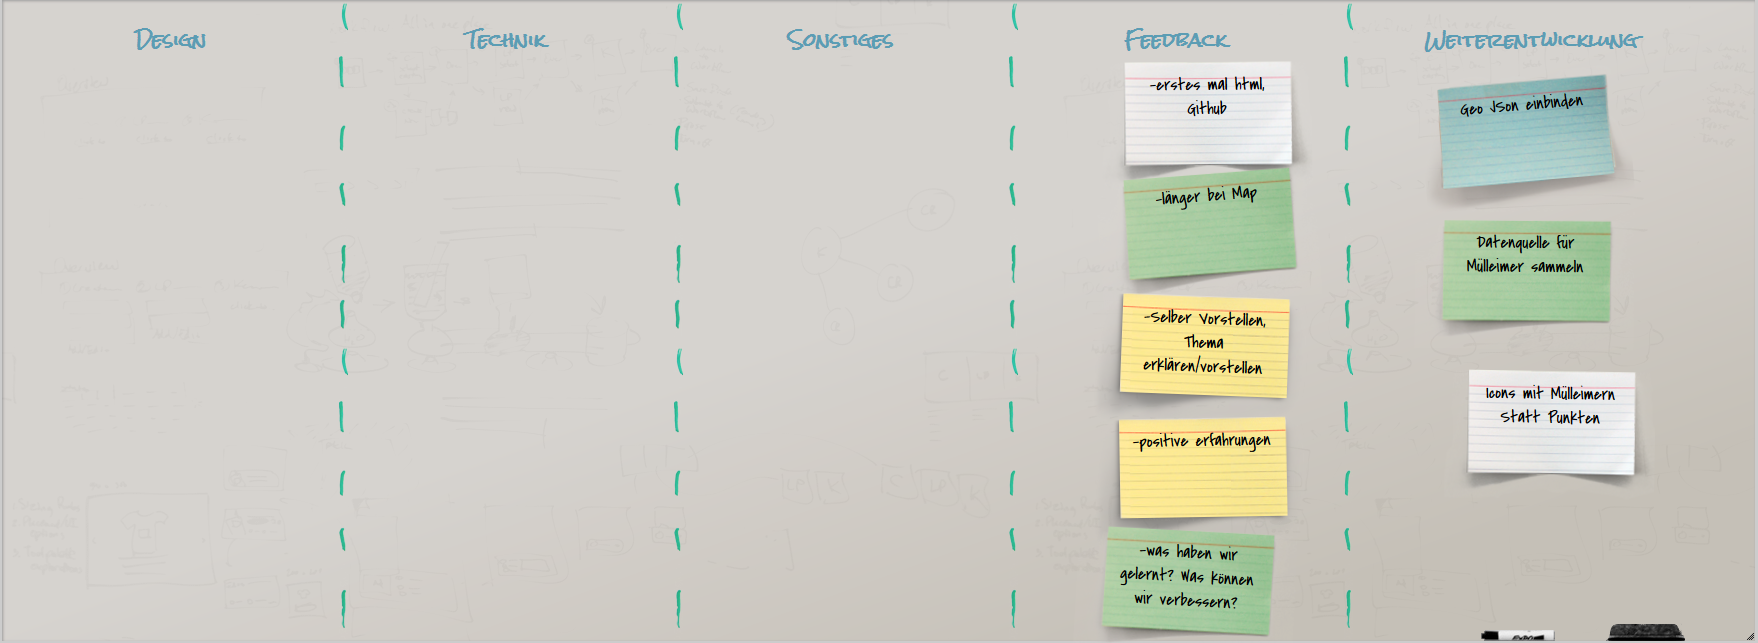 Design
Technik
Sonstiges
Feedback
Weiterentwicklung
-erstes mal html,
Github
-länger bei Map
-Selber Vorstellen,
Thema
erklären/vorstellen
-positive erfahrungen
-was haben wir
gelernt? Was können
wir verbessern?
Geo JSon einbinden
Datenquelle für
Mülleimer sammeln
Icons mit Mülleimern
Statt Punkten